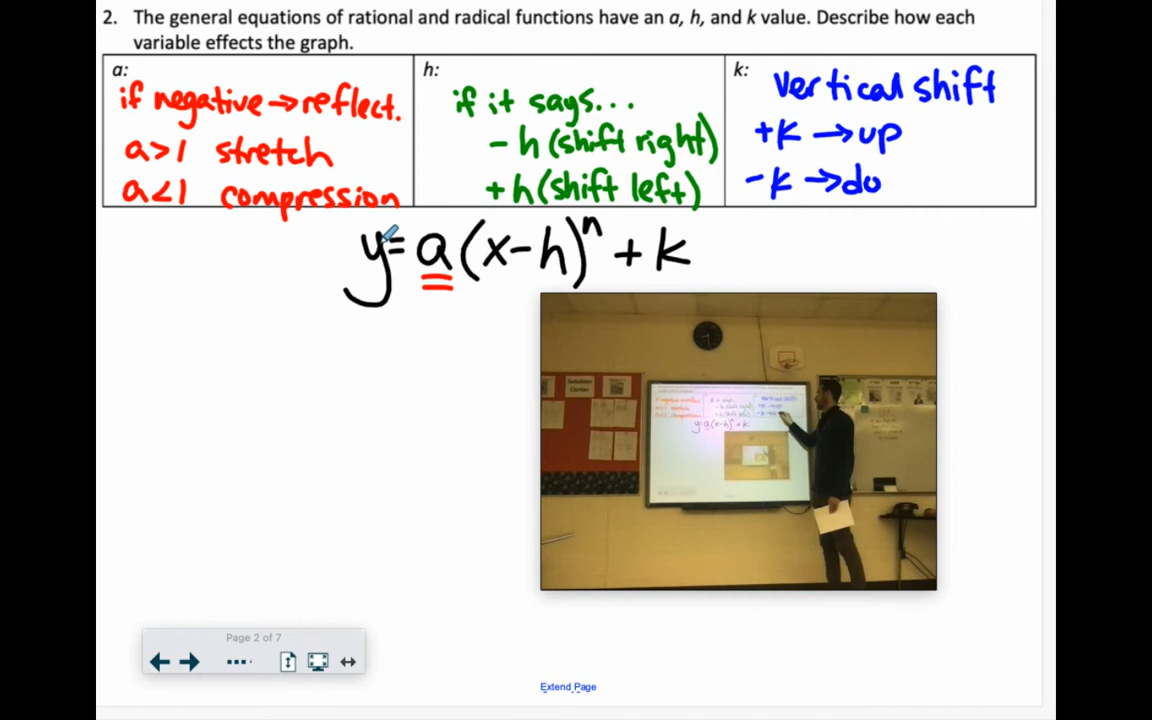 2. The general equations of rational and radical functions have an a, h, and k value. Describe how each
variable effects the graph.
a:
if negative → reflect.
a>1 stretch
a<1 compression
h:
if it says...
- h (shift right)
+ h (shift left)
k:
vertical shift
+k → up
-k → do
y = a(x-h)ⁿ + k
Solutions
Center
Page 2 of 7
Extend Page